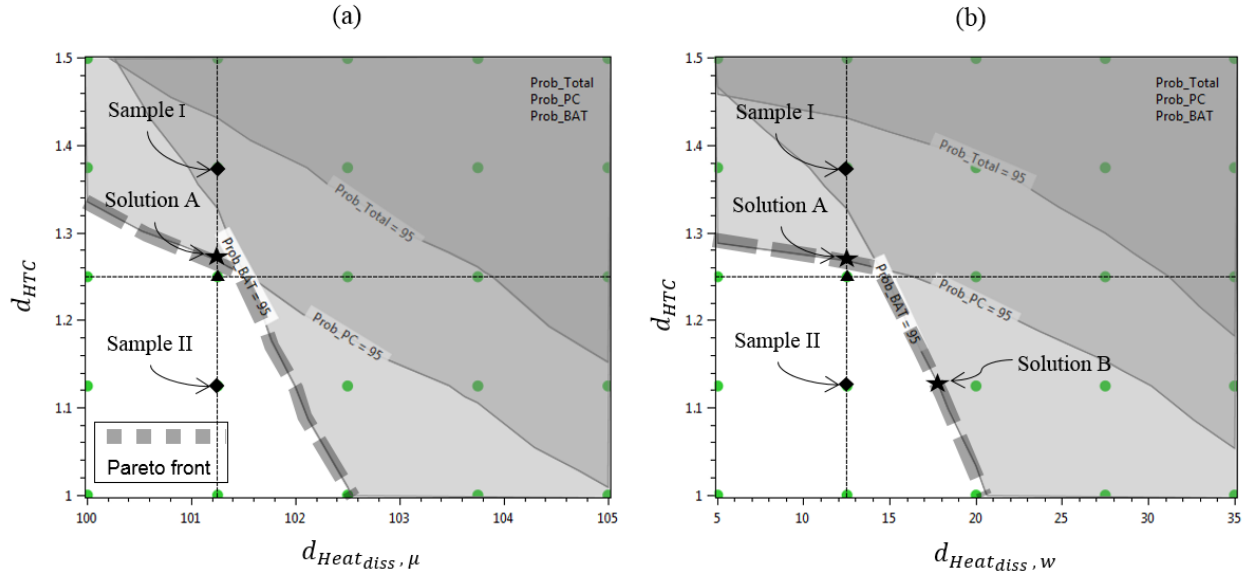 (a)
1.5
1.4
1.3
1.2
1.1
1
100
101
102
103
104
105
d_HTC
d_Heat_diss, μ
Prob_Total
Prob_PC
Prob_BAT
Sample I
Solution A
Sample II
Prob_Total = 95
Prob_BAT = 95
Prob_PC = 95
Pareto front
(b)
1.5
1.4
1.3
1.2
1.1
1
5
10
15
20
25
30
35
d_HTC
d_Heat_diss, w
Prob_Total
Prob_PC
Prob_BAT
Sample I
Solution A
Sample II
Solution B
Prob_Total = 95
Prob_BAT = 95
Prob_PC = 95